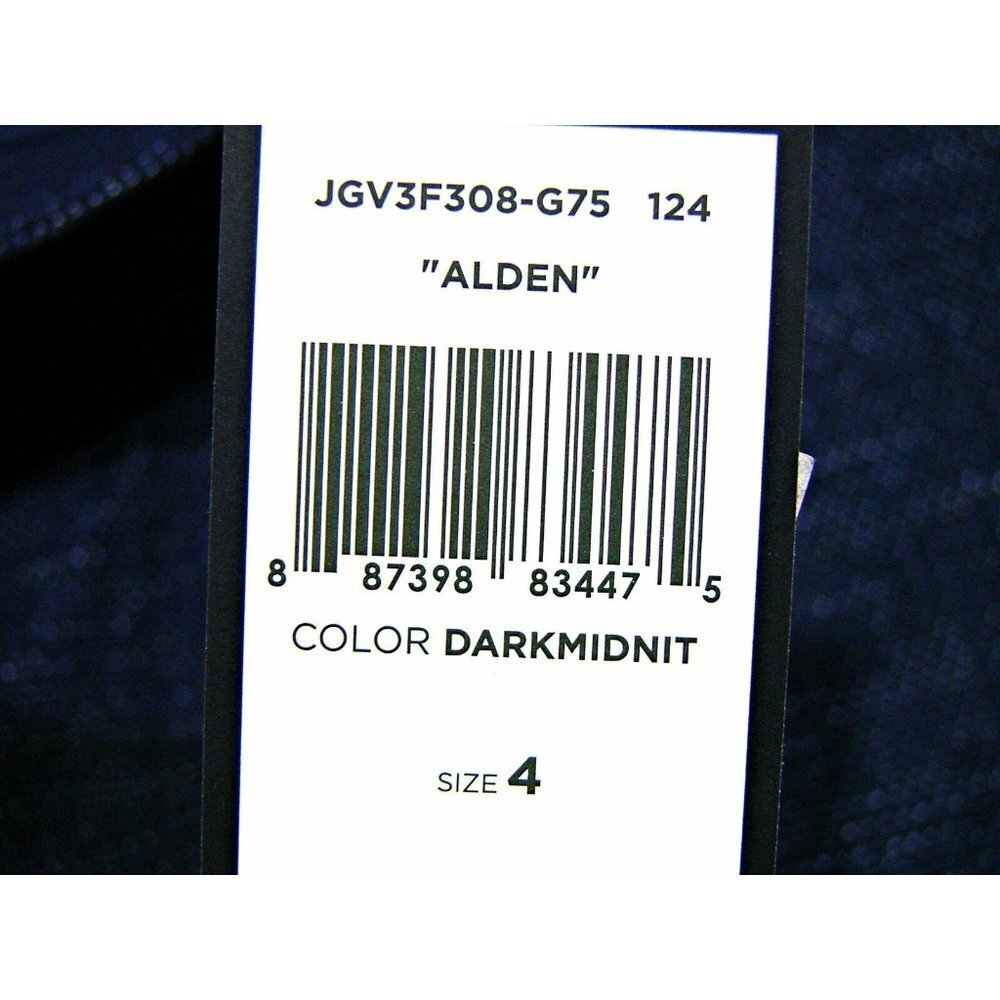 JGV3F308-G75 124
"ALDEN"
8 87398 83447 5
COLOR DARKMIDNIT
SIZE 4